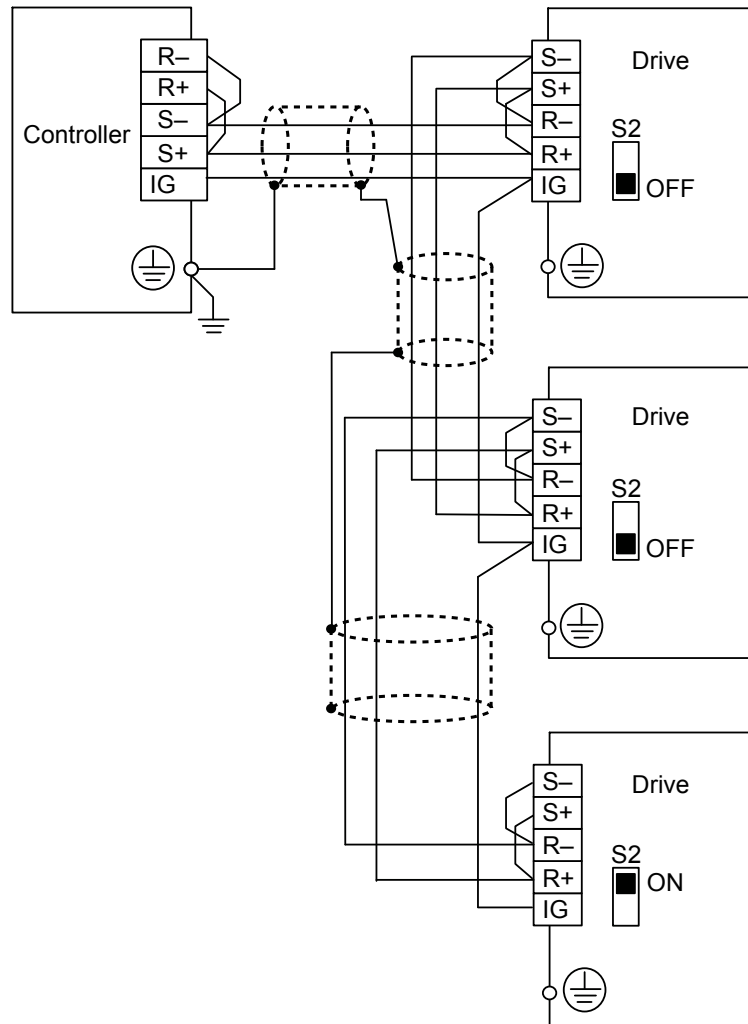 Controller
R–
R+
S–
S+
IG
Drive
S–
S+
R–
R+
IG
S2
OFF
Drive
S–
S+
R–
R+
IG
S2
OFF
Drive
S–
S+
R–
R+
IG
S2
ON